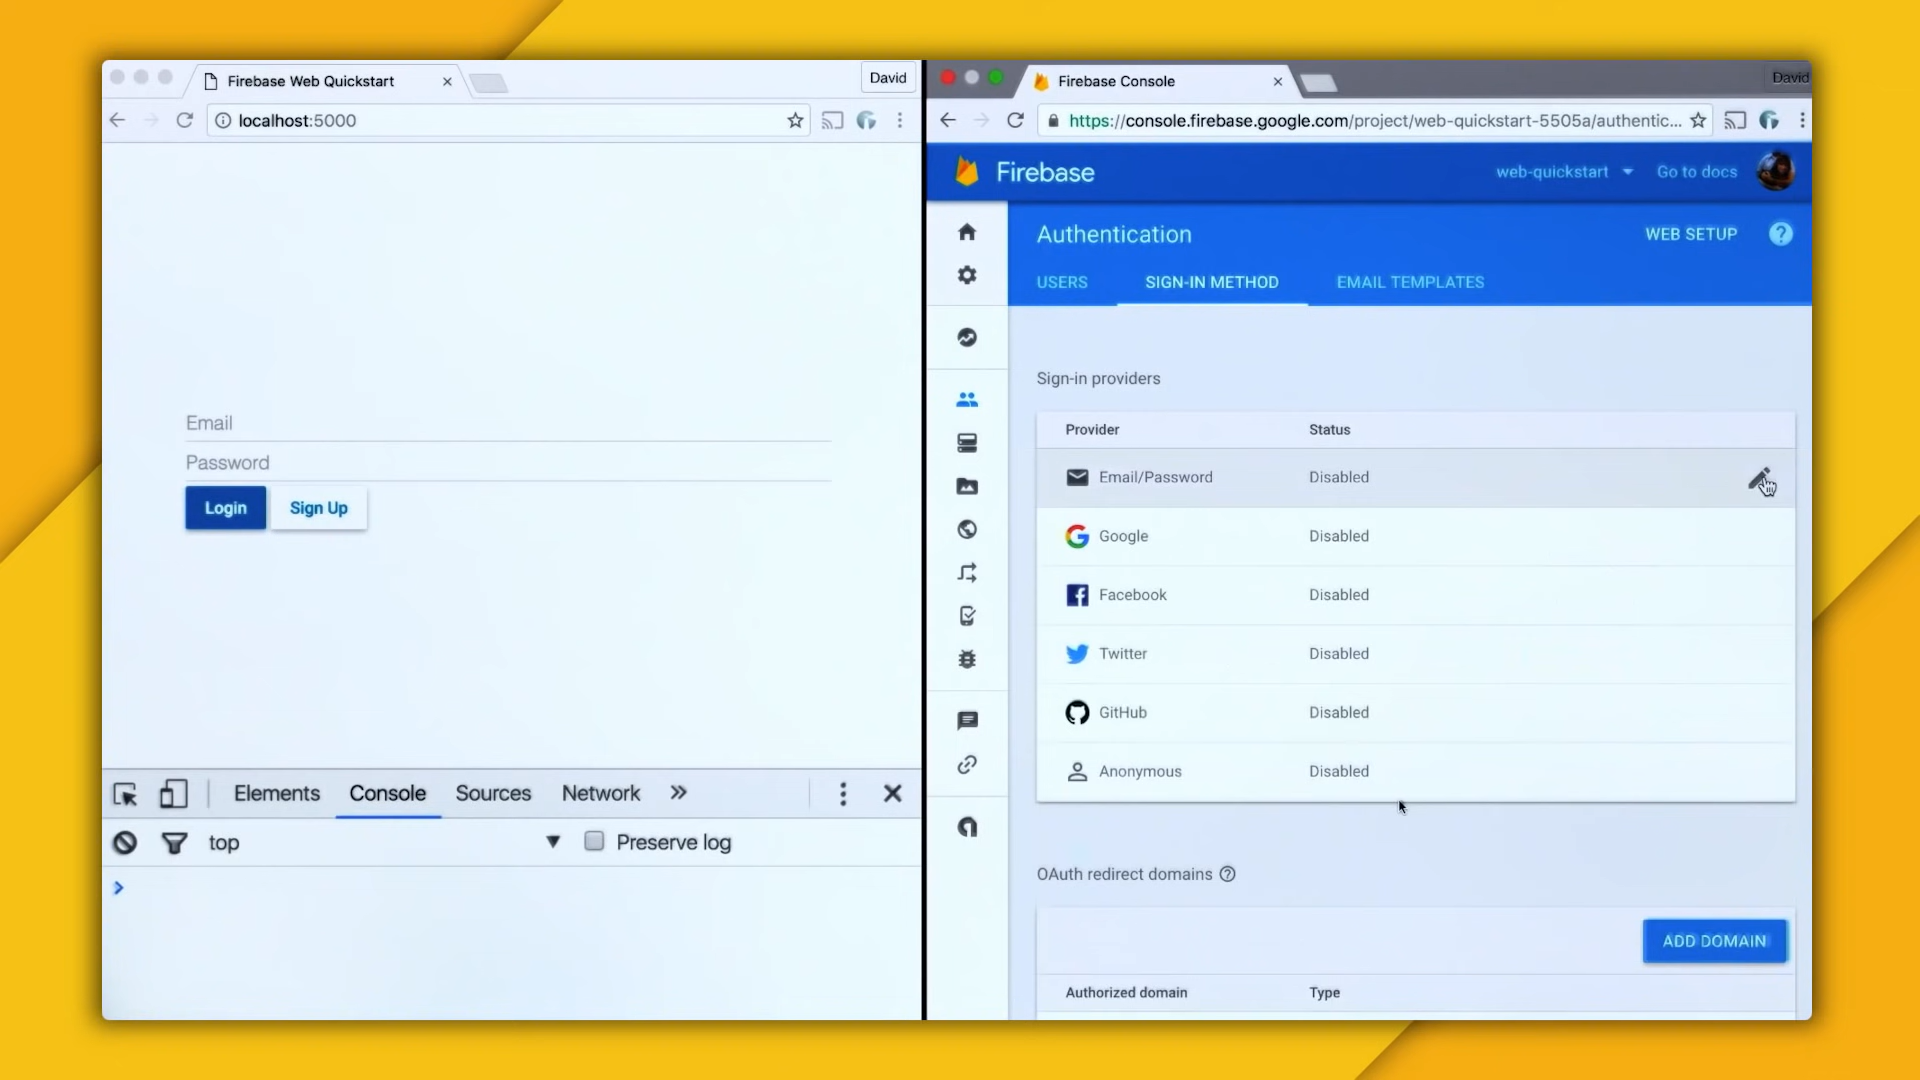 Firebase Web Quickstart
David
localhost:5000
Email
Password
Login
Sign Up
Elements
Console
Sources
Network
top
Preserve log
Firebase Console
David
https://console.firebase.google.com/project/web-quickstart-5505a/authentic...
Firebase
web-quickstart
Go to docs
Authentication
WEB SETUP
USERS
SIGN-IN METHOD
EMAIL TEMPLATES
Sign-in providers
Provider Status
Email/Password Disabled
Google Disabled
Facebook Disabled
Twitter Disabled
GitHub Disabled
Anonymous Disabled
OAuth redirect domains
ADD DOMAIN
Authorized domain Type